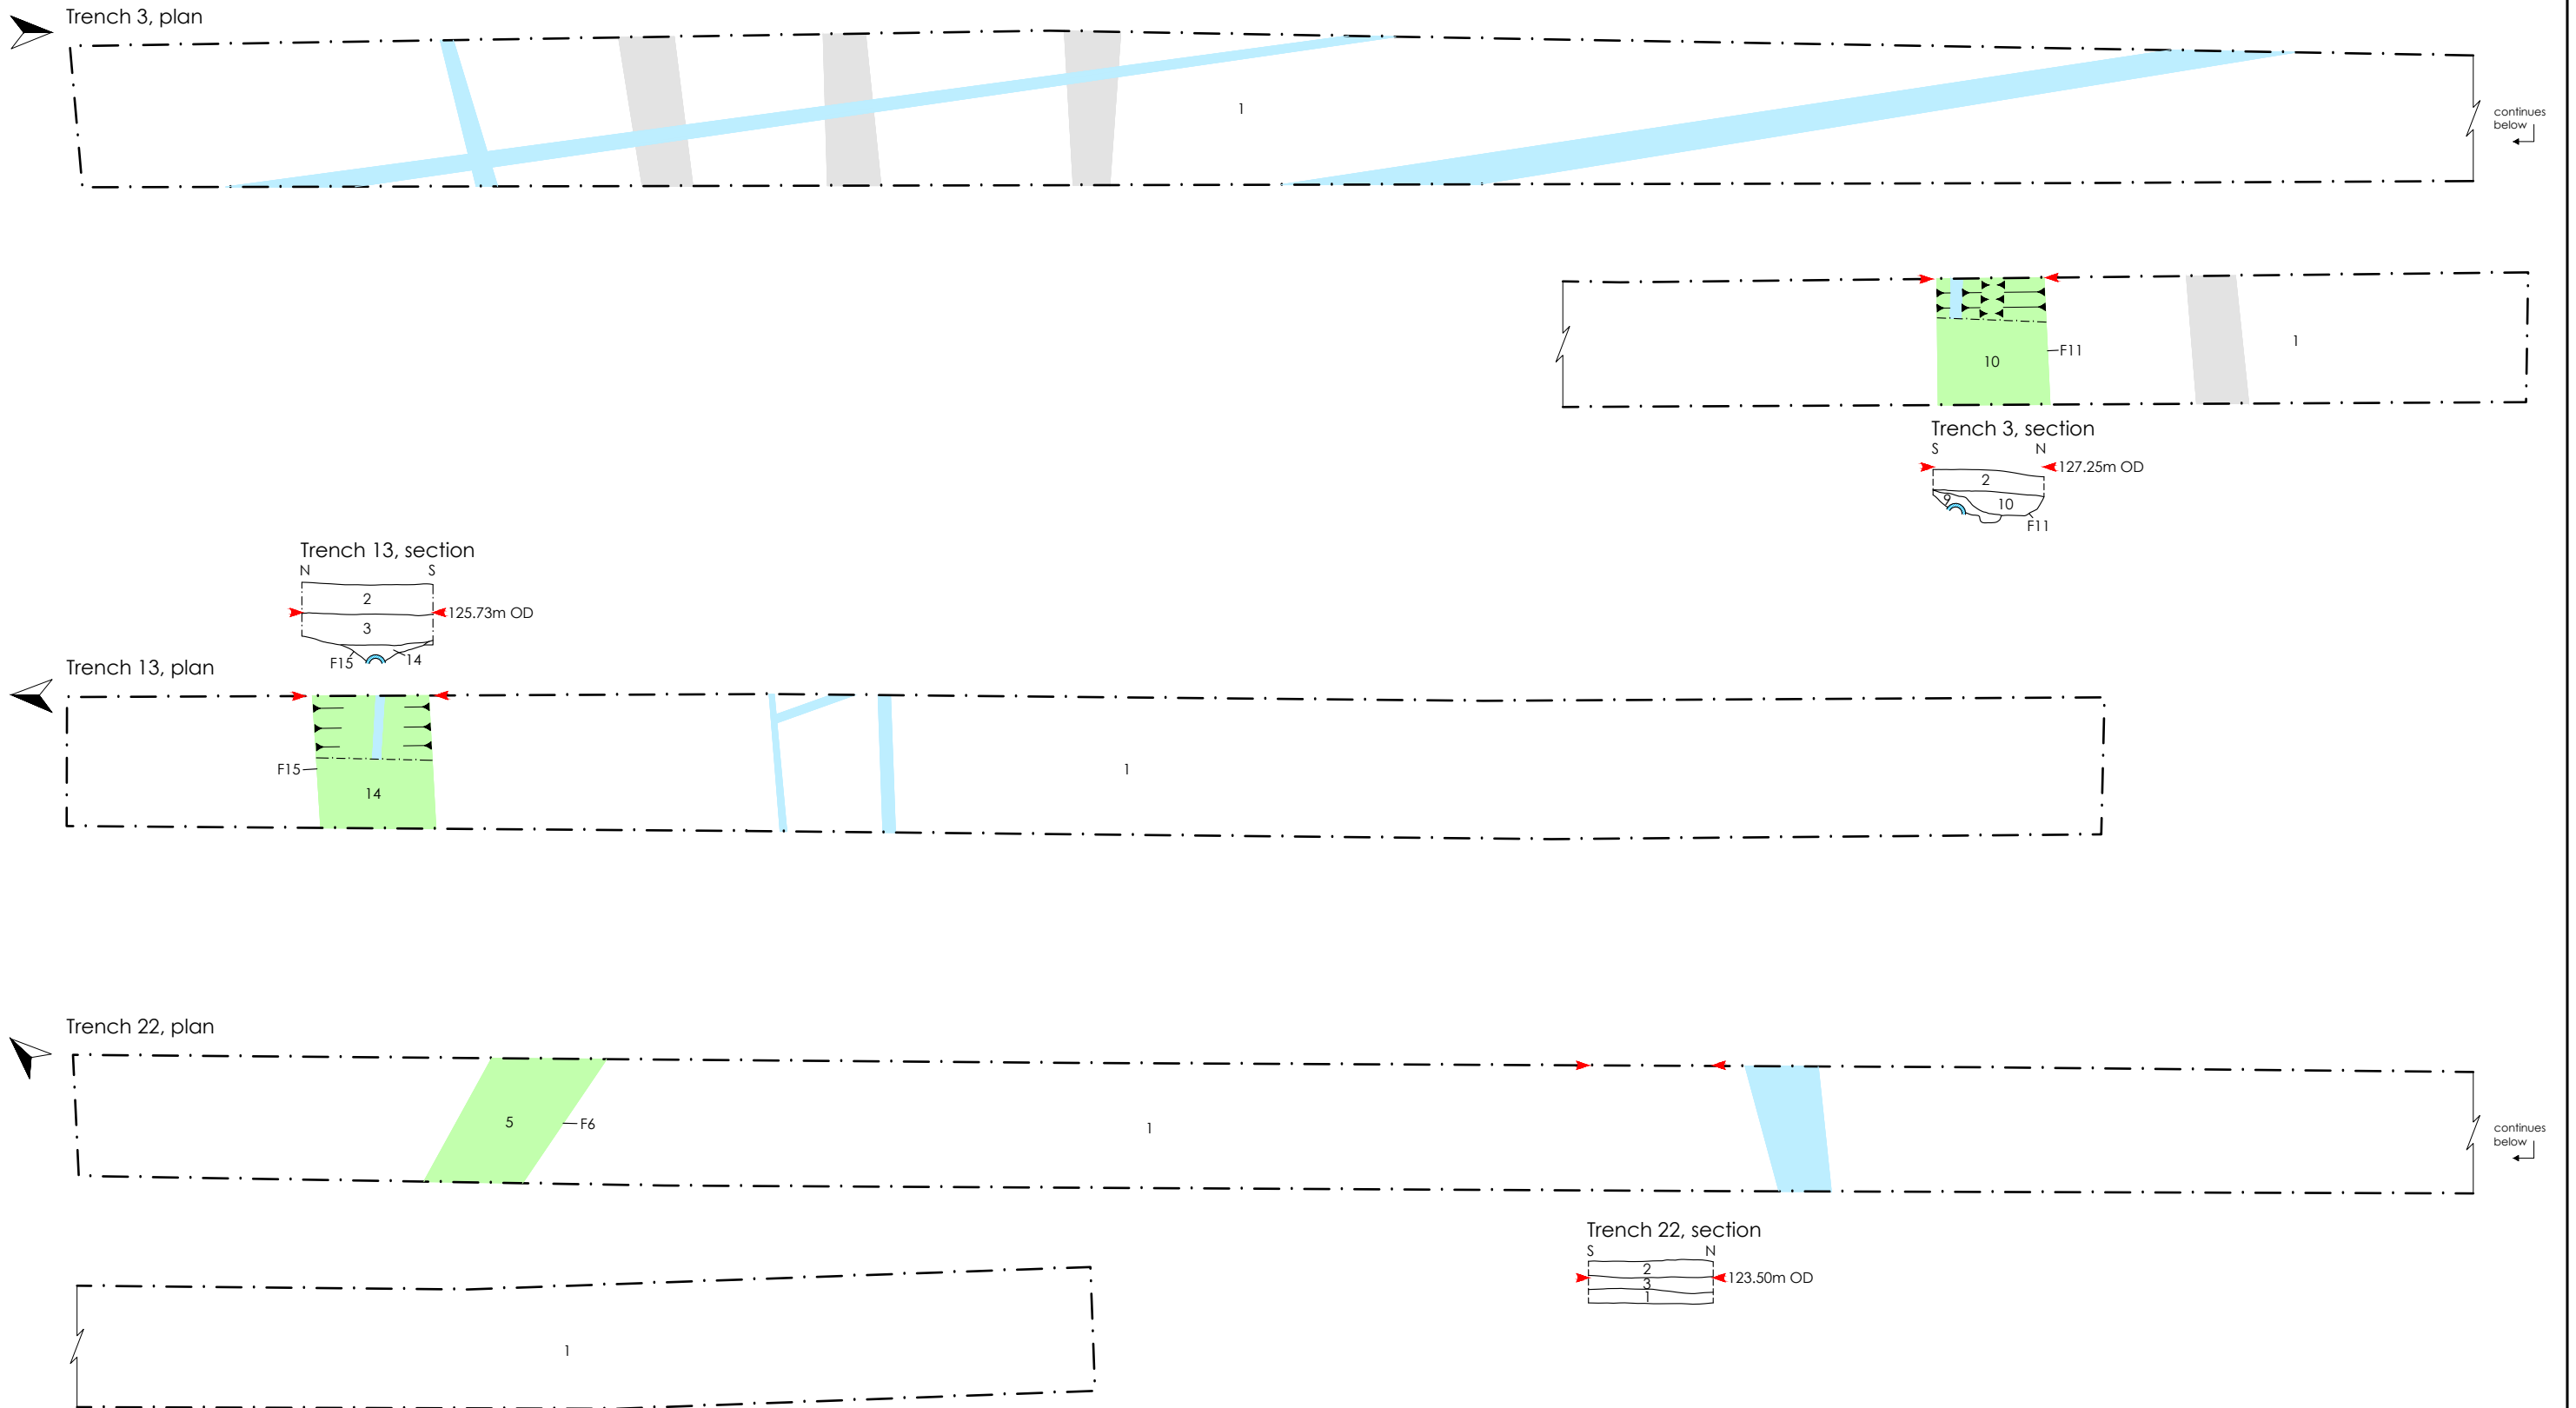 Trench 3, plan
1
continues
below
10
F11
1
Trench 3, section
S N
127.25m OD
2
9
10
F11
Trench 13, section
N S
2
125.73m OD
3
F15
14
Trench 13, plan
F15
14
1
Trench 22, plan
5
F6
1
continues
below
Trench 22, section
S N
2
123.50m OD
3
1
1